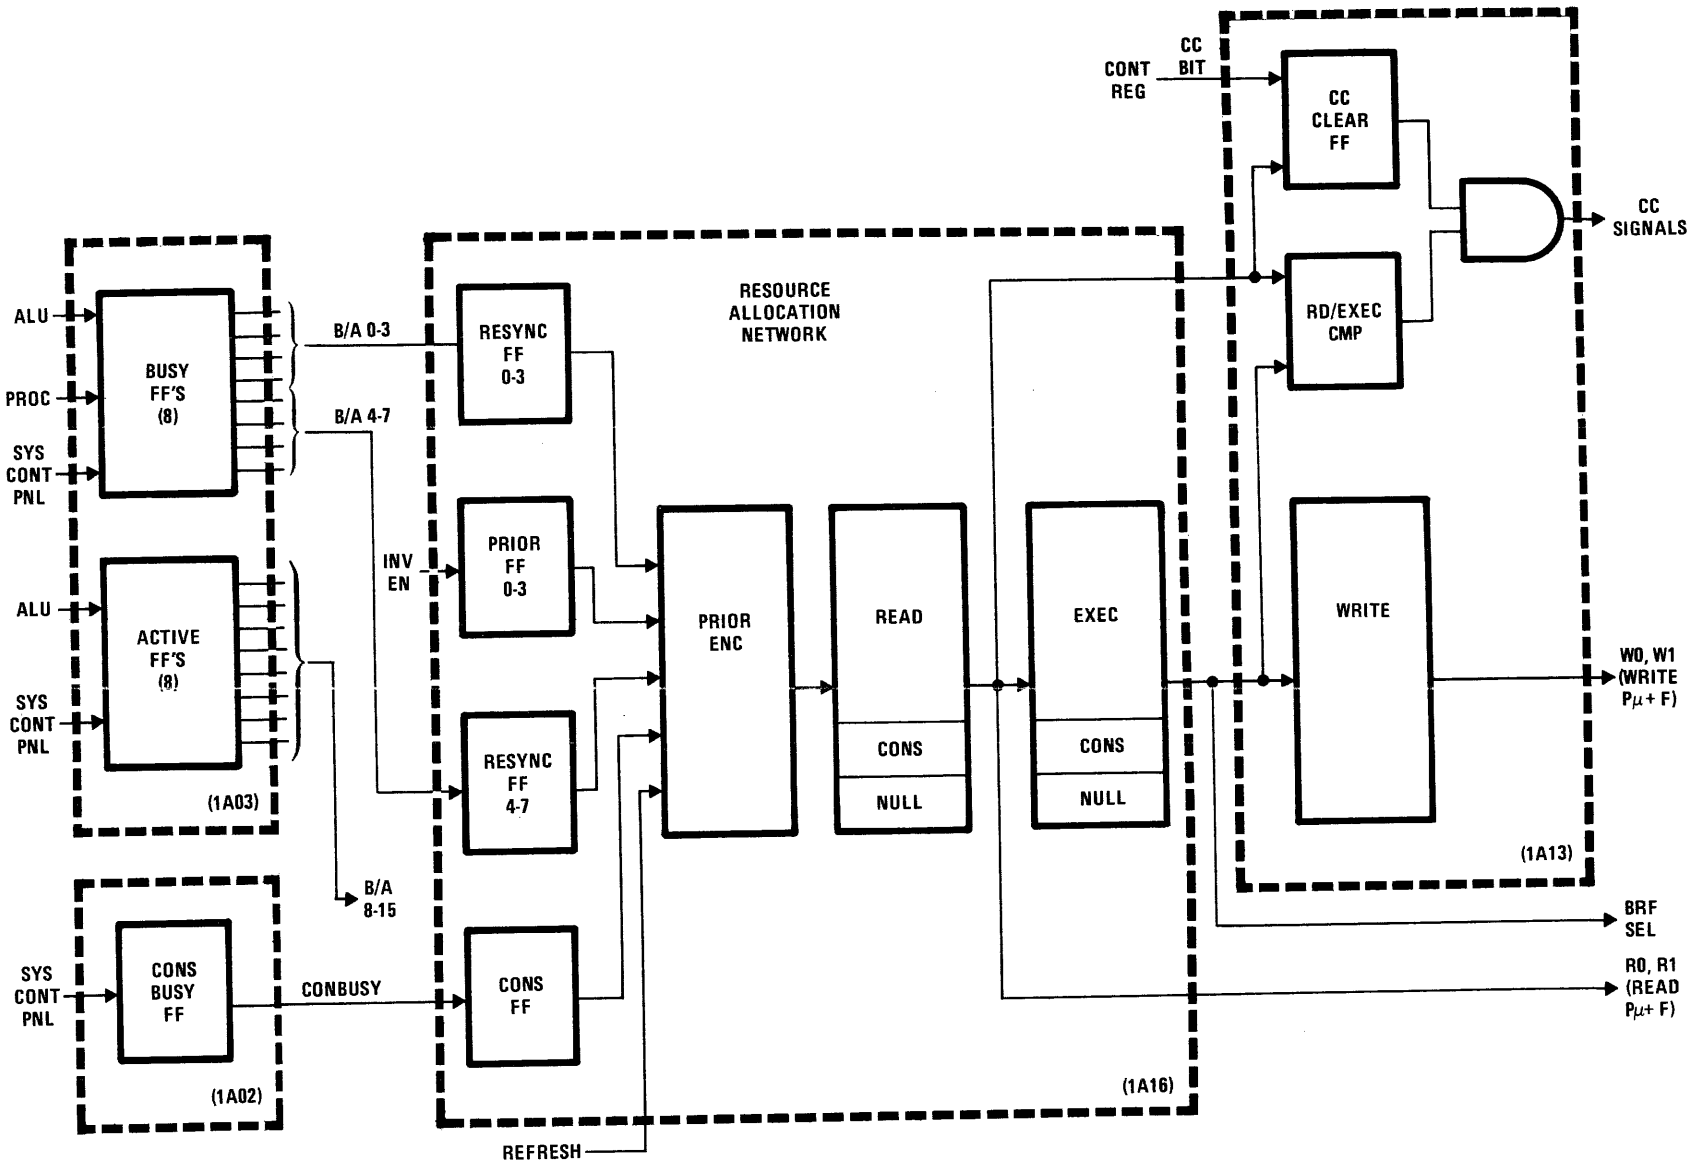 CC
BIT
CONT
REG
CC
CLEAR
FF
CC
SIGNALS
RD/EXEC
CMP
ALU
PROC
SYS
CONT
PNL
BUSY
FF'S
(8)
B/A 0-3
B/A 4-7
RESOURCE
ALLOCATION
NETWORK
RESYNC
FF
0-3
INV
EN
PRIOR
FF
0-3
ALU
SYS
CONT
PNL
ACTIVE
FF'S
(8)
(1A03)
B/A
8-15
RESYNC
FF
4-7
PRIOR
ENC
READ
CONS
NULL
EXEC
CONS
NULL
WRITE
W0, W1
(WRITE
Pμ+ F)
(1A13)
BRF
SEL
R0, R1
(READ
Pμ+ F)
SYS
CONT
PNL
CONS
BUSY
FF
CONBUSY
CONS
FF
(1A02)
(1A16)
REFRESH